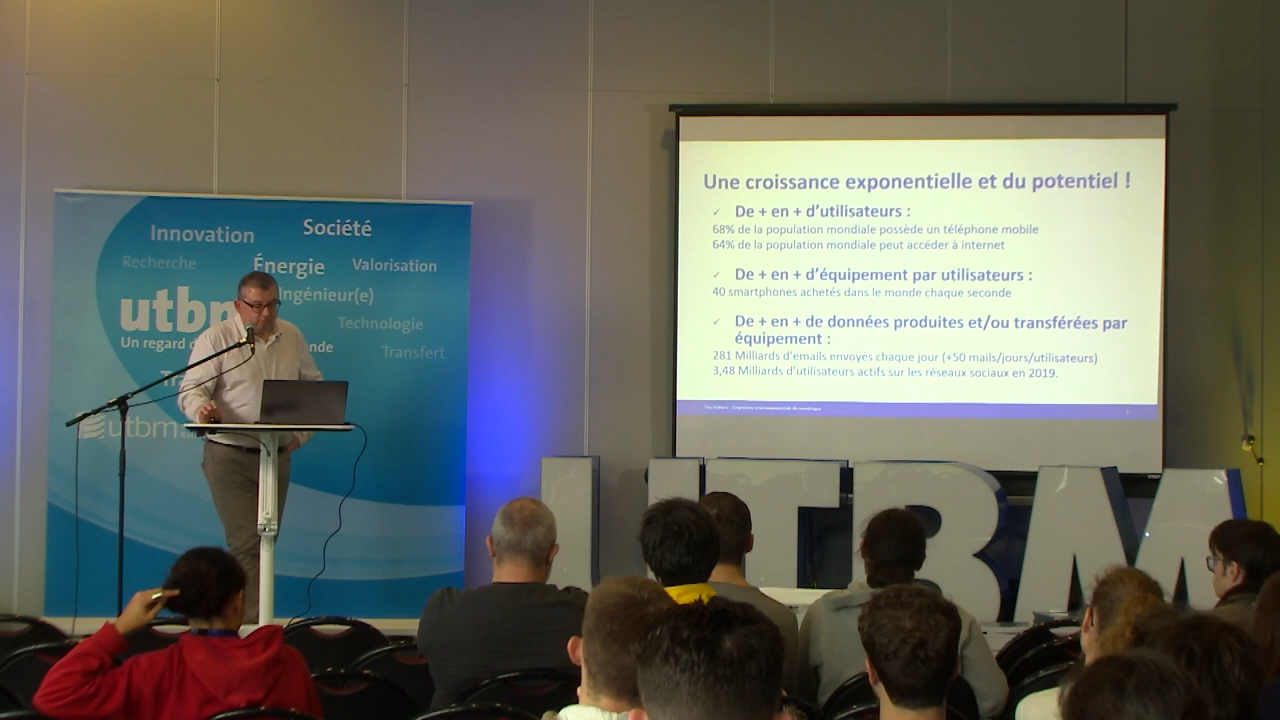 Innovation
Société
Recherche
Énergie
Valorisation
Ingénieur(e)
utbm
Technologie
Un regard
nde
Transfert
Tra
utbm
Une croissance exponentielle et du potentiel !
✓ De + en + d'utilisateurs :
68% de la population mondiale possède un téléphone mobile
64% de la population mondiale peut accéder à internet
✓ De + en + d'équipement par utilisateurs :
40 smartphones achetés dans le monde chaque seconde
✓ De + en + de données produites et/ou transférées par
équipement :
281 Milliards d'emails envoyés chaque jour (+50 mails/jours/utilisateurs)
3,48 Milliards d'utilisateurs actifs sur les réseaux sociaux en 2019.
UTBM